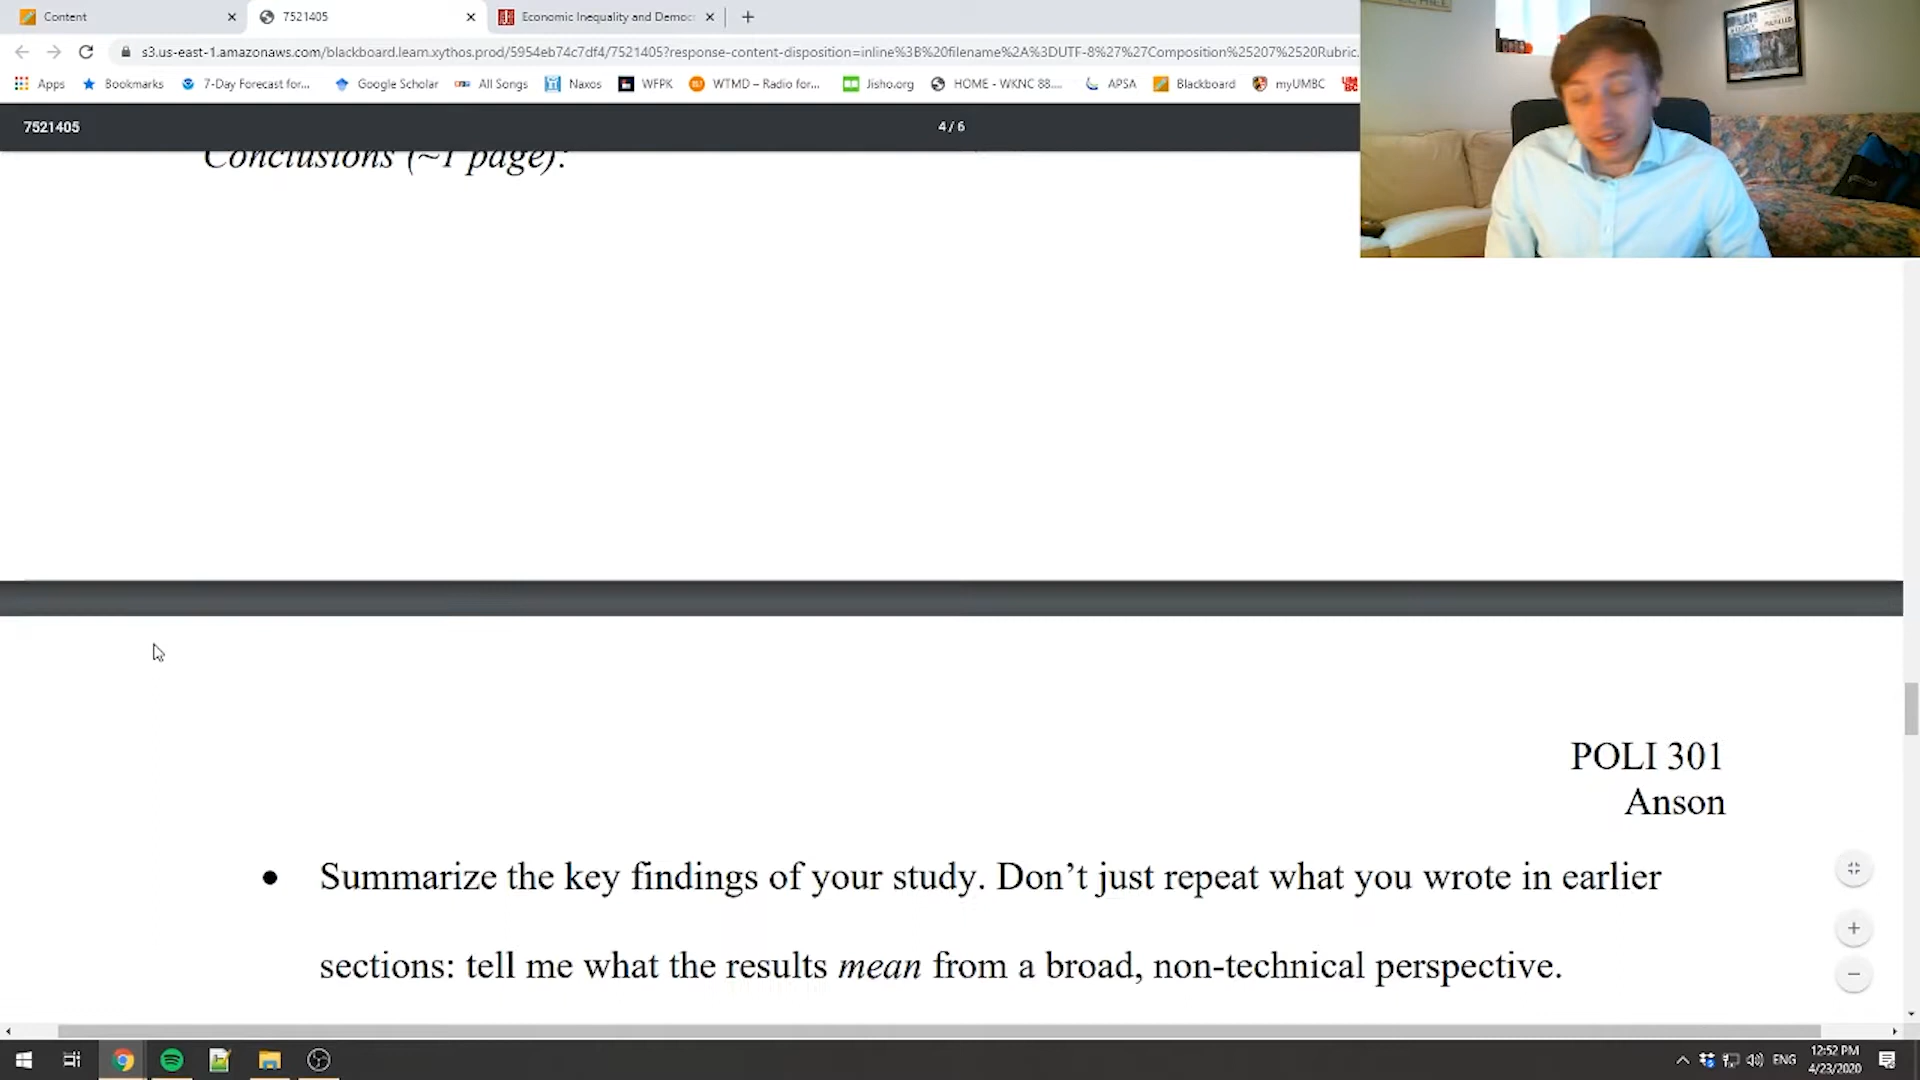 Content
7521405
Economic Inequality and Democ
s3.us-east-1.amazonaws.com/blackboard.learn.xythos.prod/5954eb74c7df4/7521405?response-content-disposition=inline%3B%20filename%2A%3DUTF-8%27%27Composition%25207%2520Rubric.
Apps
Bookmarks
7-Day Forecast for...
Google Scholar
All Songs
Naxos
WFPK
WTMD – Radio for...
Jisho.org
HOME - WKNC 88....
APSA
Blackboard
myUMBC
7521405
4 / 6
Conclusions (~1 page):
POLI 301
Anson
● Summarize the key findings of your study. Don’t just repeat what you wrote in earlier
sections: tell me what the results mean from a broad, non-technical perspective.
ENG
12:52 PM
4/23/2020